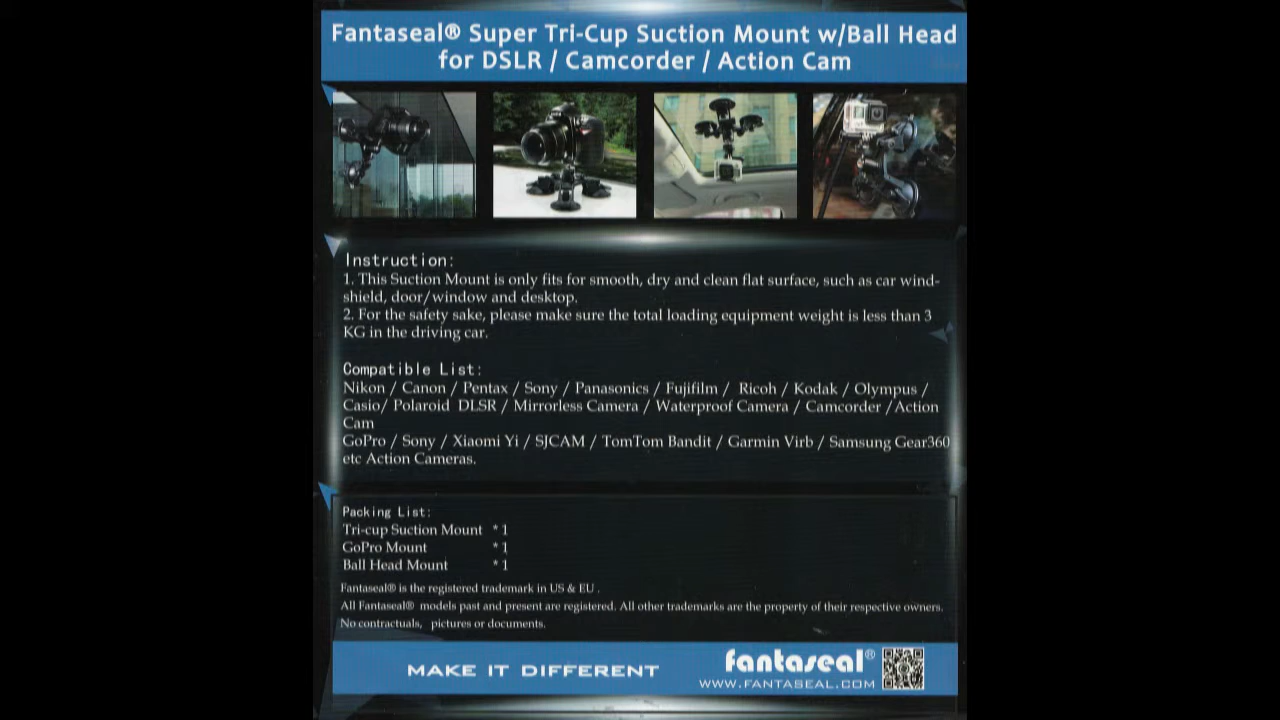 Fantaseal® Super Tri-Cup Suction Mount w/Ball Head
for DSLR / Camcorder / Action Cam
Instruction:
1. This Suction Mount is only fits for smooth, dry and clean flat surface, such as car wind-
shield, door/window and desktop.
2. For the safety sake, please make sure the total loading equipment weight is less than 3
KG in the driving car.
Compatible List:
Nikon / Canon / Pentax / Sony / Panasonics / Fujifilm / Ricoh / Kodak / Olympus /
Casio/ Polaroid DLSR / Mirrorless Camera / Waterproof Camera / Camcorder /Action
Cam
GoPro / Sony / Xiaomi Yi / SJCAM / TomTom Bandit / Garmin Virb / Samsung Gear360
etc Action Cameras.
Packing List:
Tri-cup Suction Mount * 1
GoPro Mount * 1
Ball Head Mount * 1
Fantaseal® is the registered trademark in US & EU .
All Fantaseal® models past and present are registered. All other trademarks are the property of their respective owners.
No contractuals, pictures or documents.
MAKE IT DIFFERENT
fantaseal®
WWW.FANTASEAL.COM